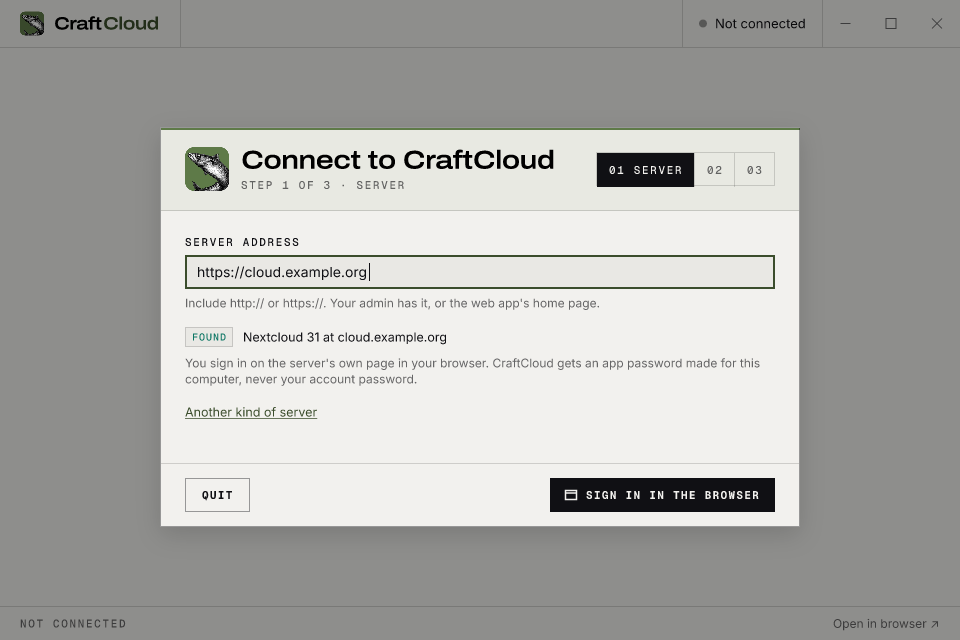 CraftCloud
Not connected
Connect to CraftCloud
STEP 1 OF 3 · SERVER
01 SERVER
02
03
SERVER ADDRESS
https://cloud.example.org
Include http:// or https://. Your admin has it, or the web app's home page.
FOUND
Nextcloud 31 at cloud.example.org
You sign in on the server's own page in your browser. CraftCloud gets an app password made for this
computer, never your account password.
Another kind of server
QUIT
SIGN IN IN THE BROWSER
NOT CONNECTED
Open in browser ↗